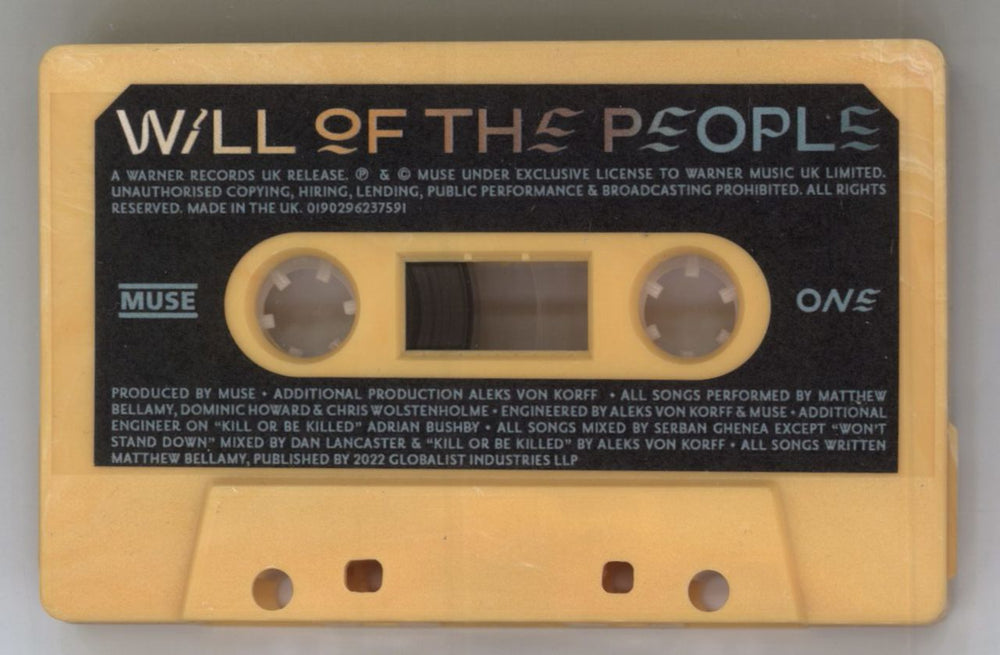 WiLL OF THE PEOPLE
A WARNER RECORDS UK RELEASE. ℗ & © MUSE UNDER EXCLUSIVE LICENSE TO WARNER MUSIC UK LIMITED.
UNAUTHORISED COPYING, HIRING, LENDING, PUBLIC PERFORMANCE & BROADCASTING PROHIBITED. ALL RIGHTS
RESERVED. MADE IN THE UK. 0190296237591
MUSE
ONE
PRODUCED BY MUSE • ADDITIONAL PRODUCTION ALEKS VON KORFF • ALL SONGS PERFORMED BY MATTHEW
BELLAMY, DOMINIC HOWARD & CHRIS WOLSTENHOLME • ENGINEERED BY ALEKS VON KORFF & MUSE • ADDITIONAL
ENGINEER ON "KILL OR BE KILLED" ADRIAN BUSHBY • ALL SONGS MIXED BY SERBAN GHENEA EXCEPT "WON'T
STAND DOWN" MIXED BY DAN LANCASTER & "KILL OR BE KILLED" BY ALEKS VON KORFF • ALL SONGS WRITTEN
MATTHEW BELLAMY, PUBLISHED BY 2022 GLOBALIST INDUSTRIES LLP